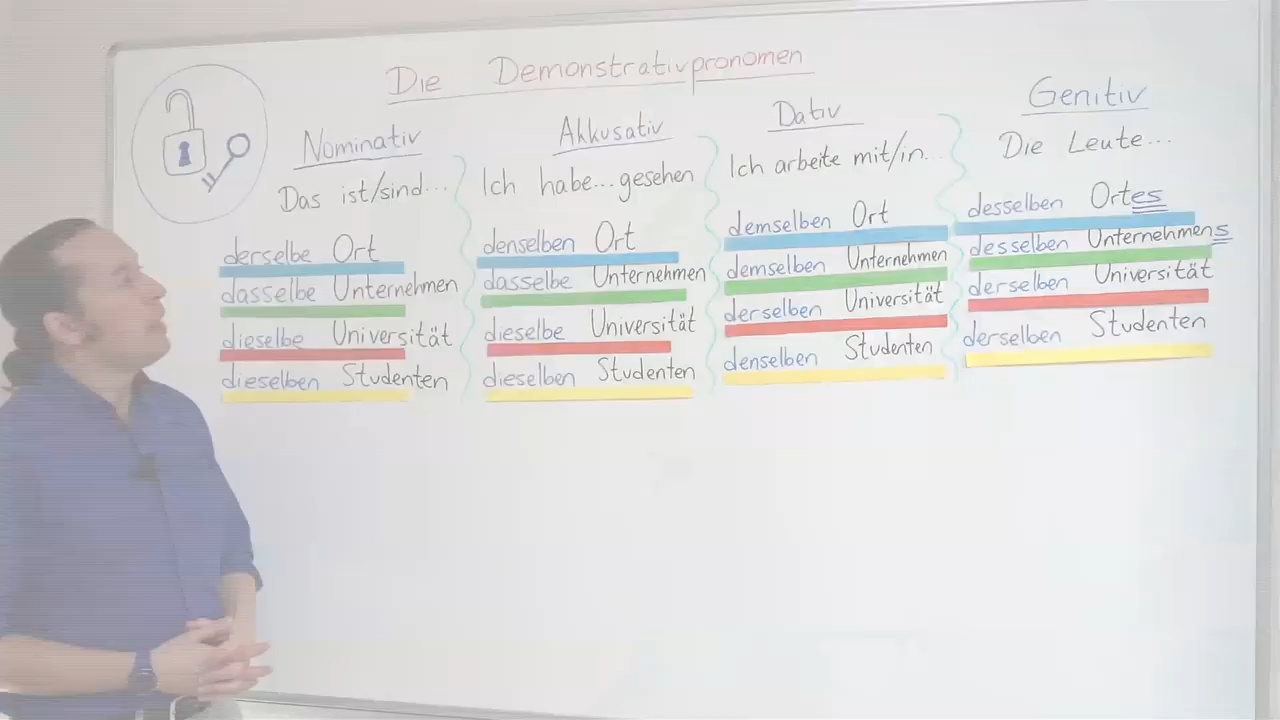 Die Demonstrativpronomen
Nominativ
Das ist/sind...
derselbe Ort
dasselbe Unternehmen
dieselbe Universität
dieselben Studenten
Akkusativ
Ich habe...gesehen
denselben Ort
dasselbe Unternehmen
dieselbe Universität
dieselben Studenten
Dativ
Ich arbeite mit/in...
demselben Ort
demselben Unternehmen
derselben Universität
denselben Studenten
Genitiv
Die Leute...
desselben Ortes
desselben Unternehmens
derselben Universität
derselben Studenten